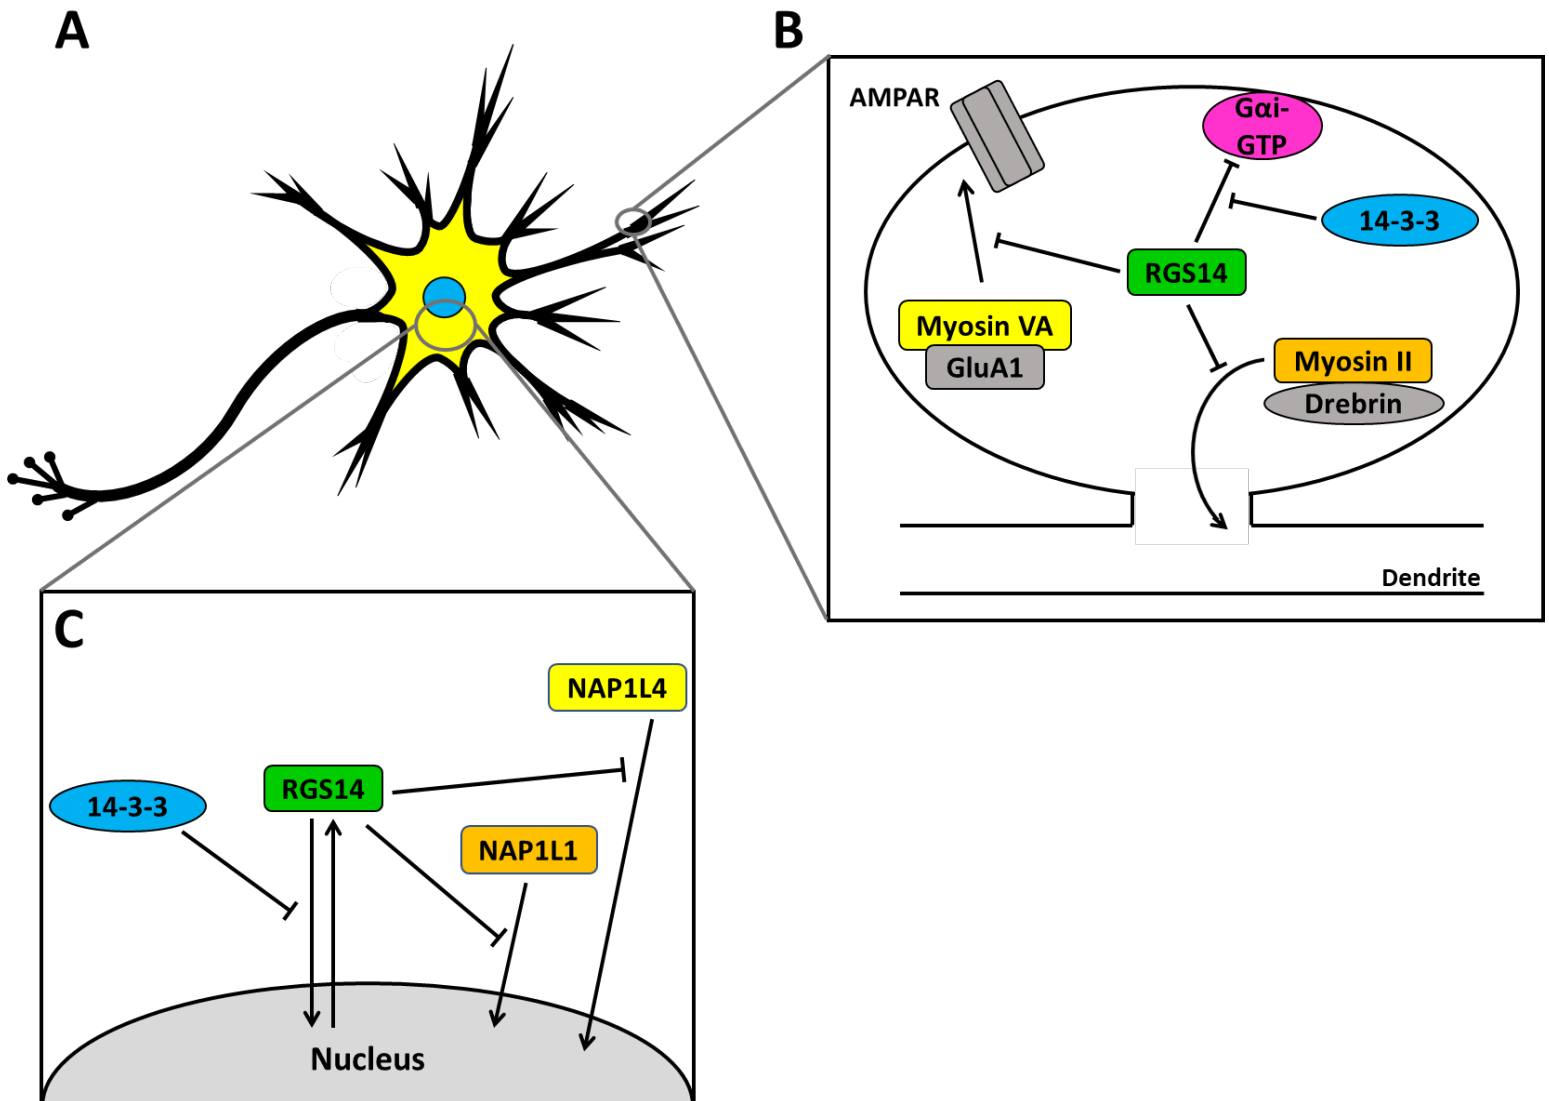 A
B
AMPAR
Gαi-
GTP
14-3-3
RGS14
Myosin VA
GluA1
Myosin II
Drebrin
Dendrite
C
NAP1L4
RGS14
14-3-3
NAP1L1
Nucleus